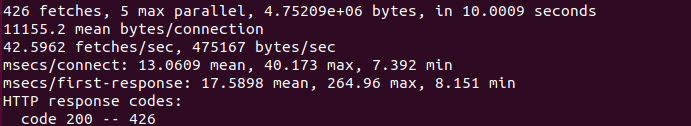 426 fetches, 5 max parallel, 4.75209e+06 bytes, in 10.0009 seconds
11155.2 mean bytes/connection
42.5962 fetches/sec, 475167 bytes/sec
msecs/connect: 13.0609 mean, 40.173 max, 7.392 min
msecs/first-response: 17.5898 mean, 264.96 max, 8.151 min
HTTP response codes:
  code 200 -- 426